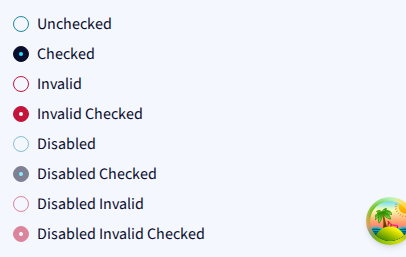 Unchecked
Checked
Invalid
Invalid Checked
Disabled
Disabled Checked
Disabled Invalid
Disabled Invalid Checked